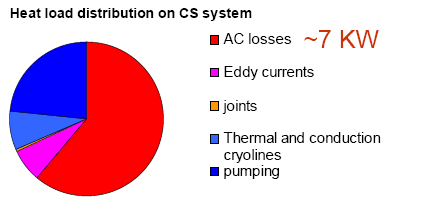 Heat load distribution on CS system
AC losses ~7 KW
Eddy currents
joints
Thermal and conduction
cryolines
pumping